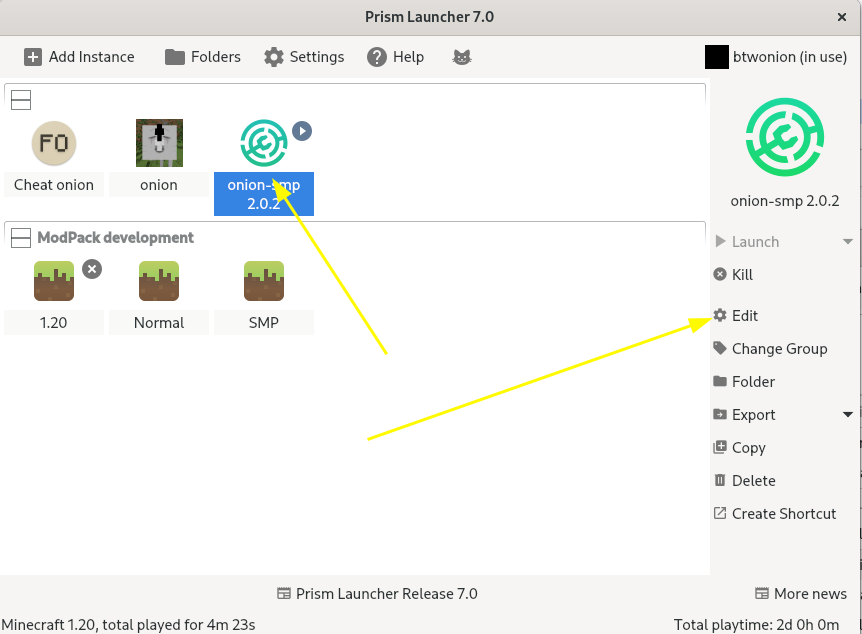 Prism Launcher 7.0
Add Instance Folders Settings Help btwonion (in use)
FO
Cheat onion onion onion-smp
2.0.2
ModPack development
1.20 Normal SMP
onion-smp 2.0.2
Launch
Kill
Edit
Change Group
Folder
Export
Copy
Delete
Create Shortcut
Prism Launcher Release 7.0 More news
Minecraft 1.20, total played for 4m 23s Total playtime: 2d 0h 0m